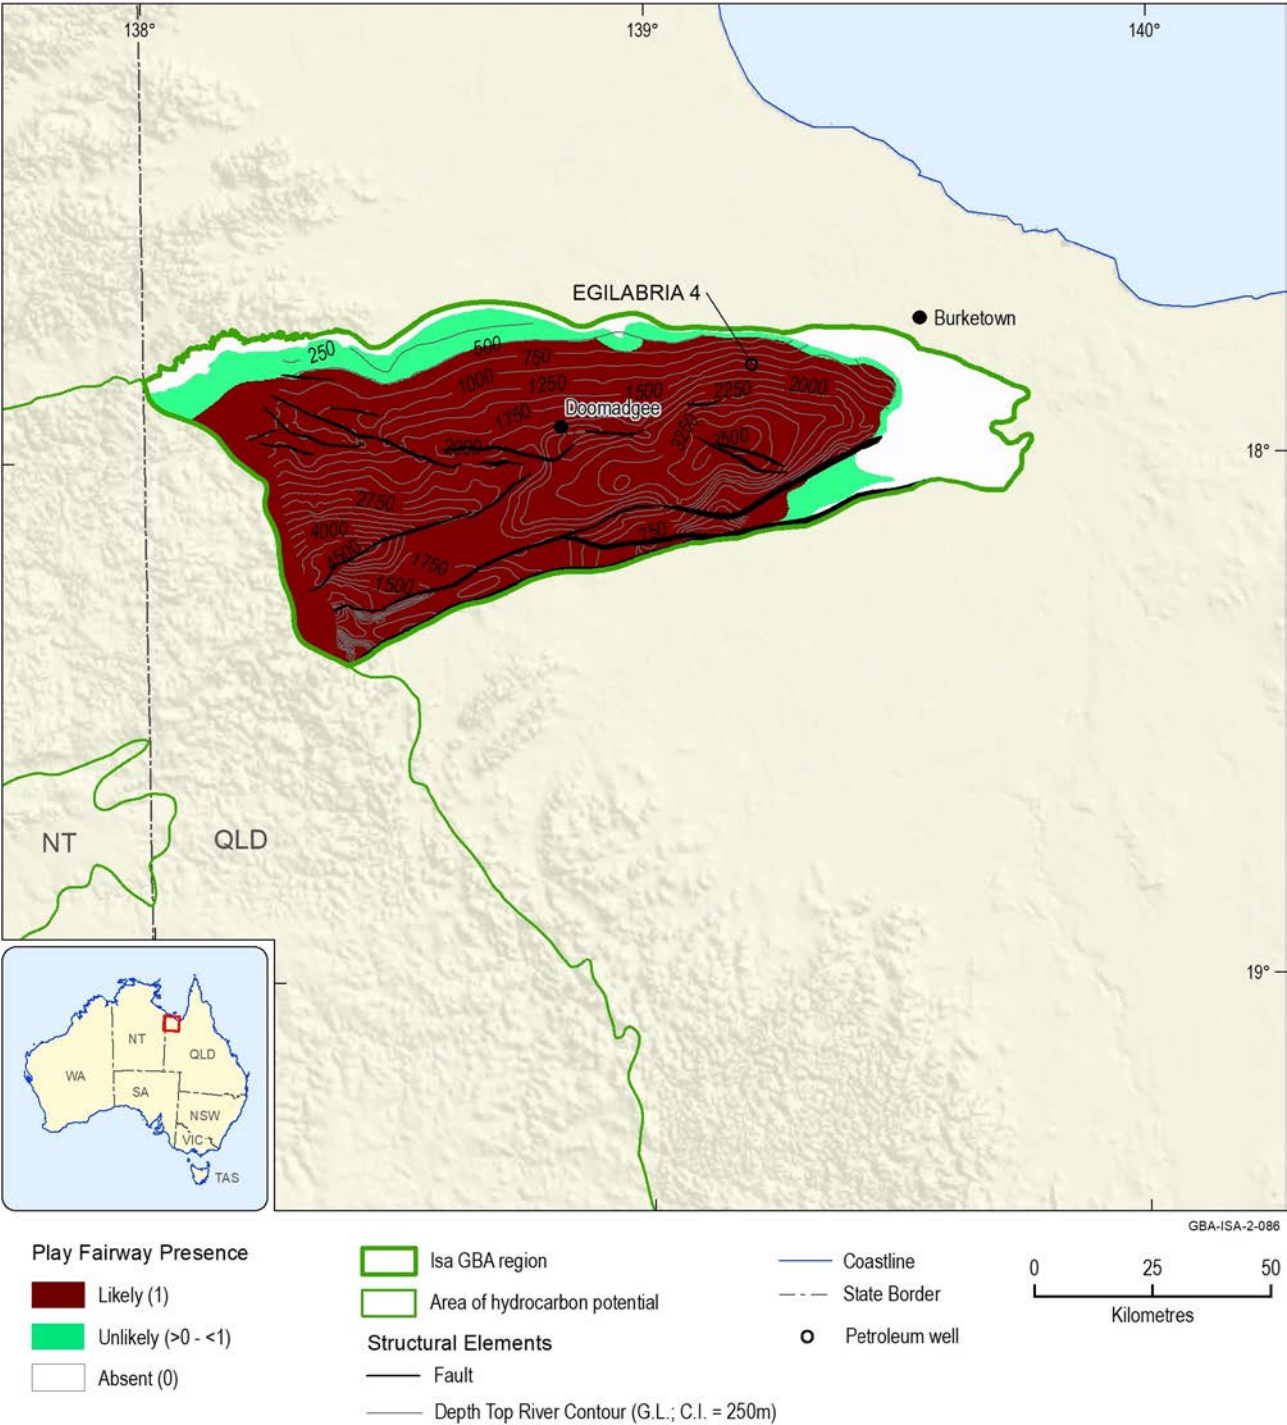 138°
139°
140°
EGILABRIA 4
Burketown
250
500
750
1000
1250
1500
2250
2000
1750
Doomadgee
3250
3500
2000
18°
2750
4000
4500
1750
750
1500
NT
QLD
19°
NT
QLD
WA
SA
NSW
VIC
TAS
GBA-ISA-2-086
Play Fairway Presence
Likely (1)
Unlikely (>0 - <1)
Absent (0)
Isa GBA region
Area of hydrocarbon potential
Structural Elements
Fault
Depth Top River Contour (G.L.; C.I. = 250m)
Coastline
State Border
Petroleum well
0 25 50
Kilometres